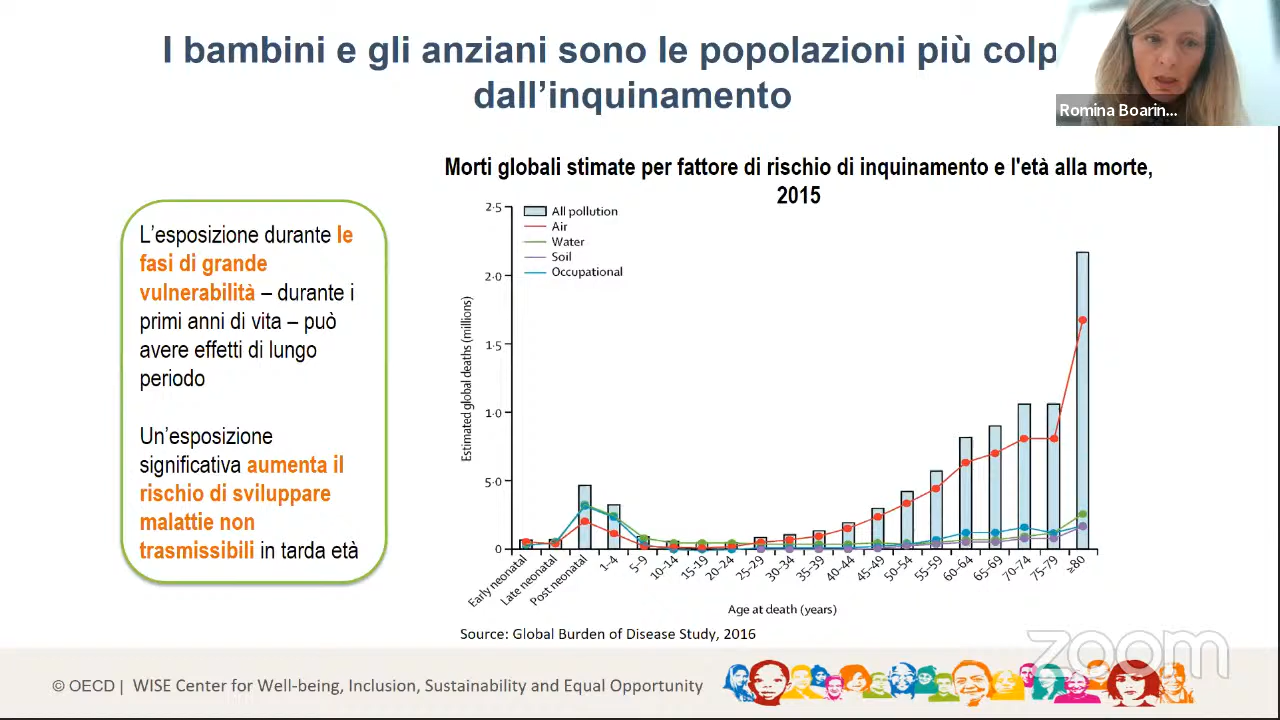 I bambini e gli anziani sono le popolazioni più colp
dall'inquinamento
Romina Boarin...
Morti globali stimate per fattore di rischio di inquinamento e l'età alla morte,
2015
L'esposizione durante le
fasi di grande
vulnerabilità – durante i
primi anni di vita – può
avere effetti di lungo
periodo
Un'esposizione
significativa aumenta il
rischio di sviluppare
malattie non
trasmissibili in tarda età
All pollution
Air
Water
Soil
Occupational
Estimated global deaths (millions)
2·5
2·0
1·5
1·0
5·0
0
Early neonatal
Late neonatal
Post neonatal
1–4
5–9
10–14
15–19
20–24
25–29
30–34
35–39
40–44
45–49
50–54
55–59
60–64
65–69
70–74
75–79
≥80
Age at death (years)
Source: Global Burden of Disease Study, 2016
zoom
© OECD | WISE Center for Well-being, Inclusion, Sustainability and Equal Opportunity